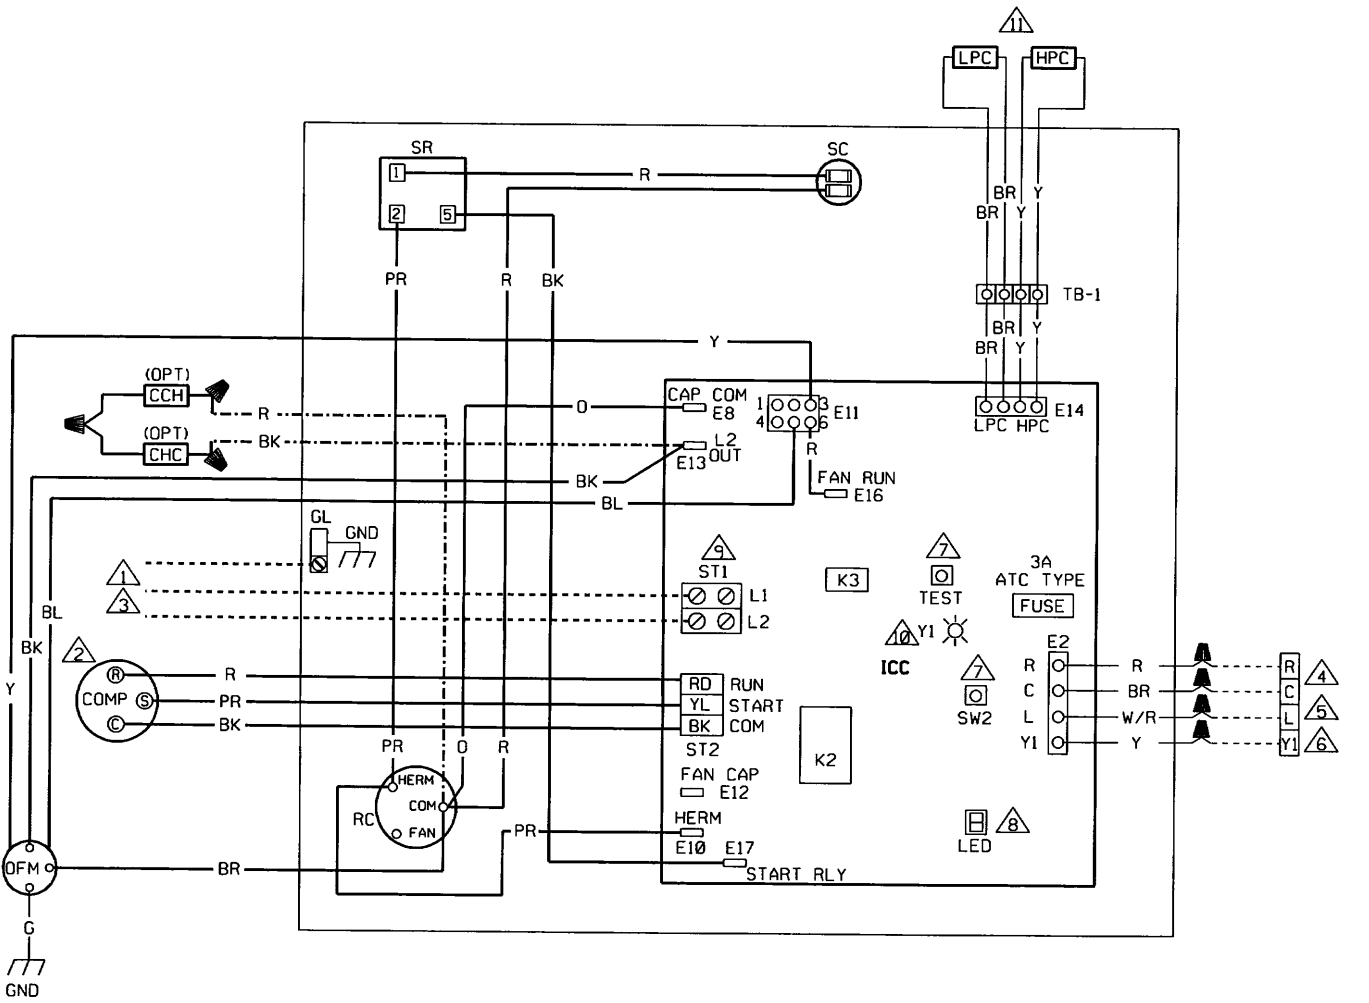 11
LPC
HPC
SR
SC
1
R
2
5
BR
Y
BR
Y
PR
R
BK
TB-1
BR
Y
BR
Y
Y
(OPT)
CCH
R
(OPT)
CHC
BK
CAP COM
E8
O
1
3
4
6
E11
E14
LPC HPC
L2
OUT
E13
R
FAN RUN
E16
BK
BL
GL
GND
1
3
9
ST1
L1
L2
K3
7
TEST
3A
ATC TYPE
FUSE
10
Y1
ICC
7
SW2
E2
R
C
L
Y1
R
BR
W/R
Y
R
C
L
Y1
4
5
6
BL
BK
Y
2
R
COMP
S
C
R
PR
BK
RD
RUN
YL
START
BK
COM
ST2
K2
PR
O
R
HERM
COM
FAN
RC
FAN CAP
E12
HERM
E10
PR
E17
START RLY
LED
8
OFM
BR
G
GND